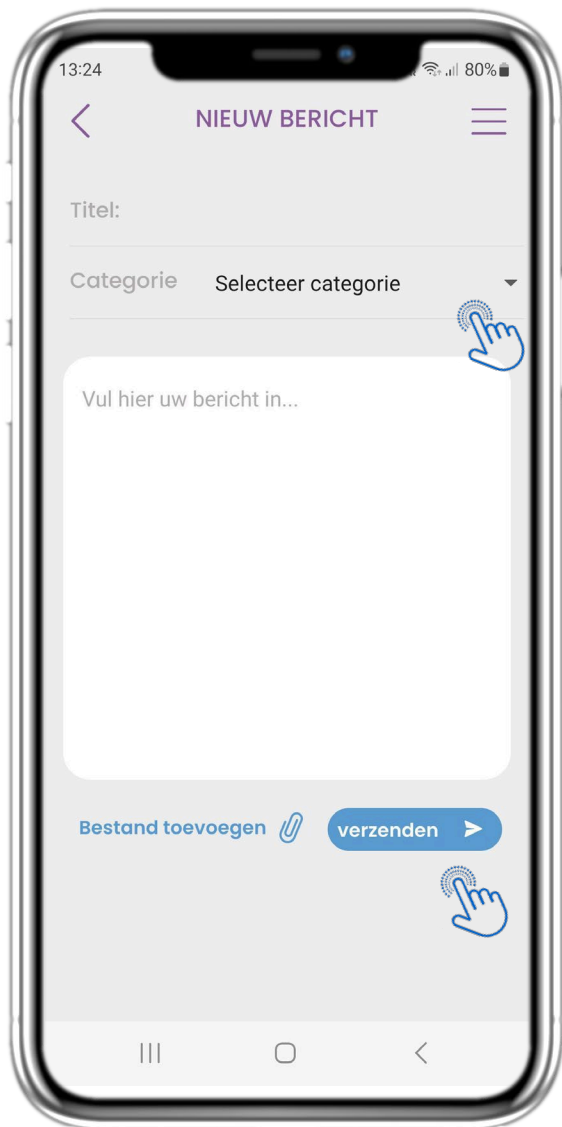 13:24
80%
NIEUW BERICHT
Titel:
Categorie Selecteer categorie
Vul hier uw bericht in...
Bestand toevoegen verzenden